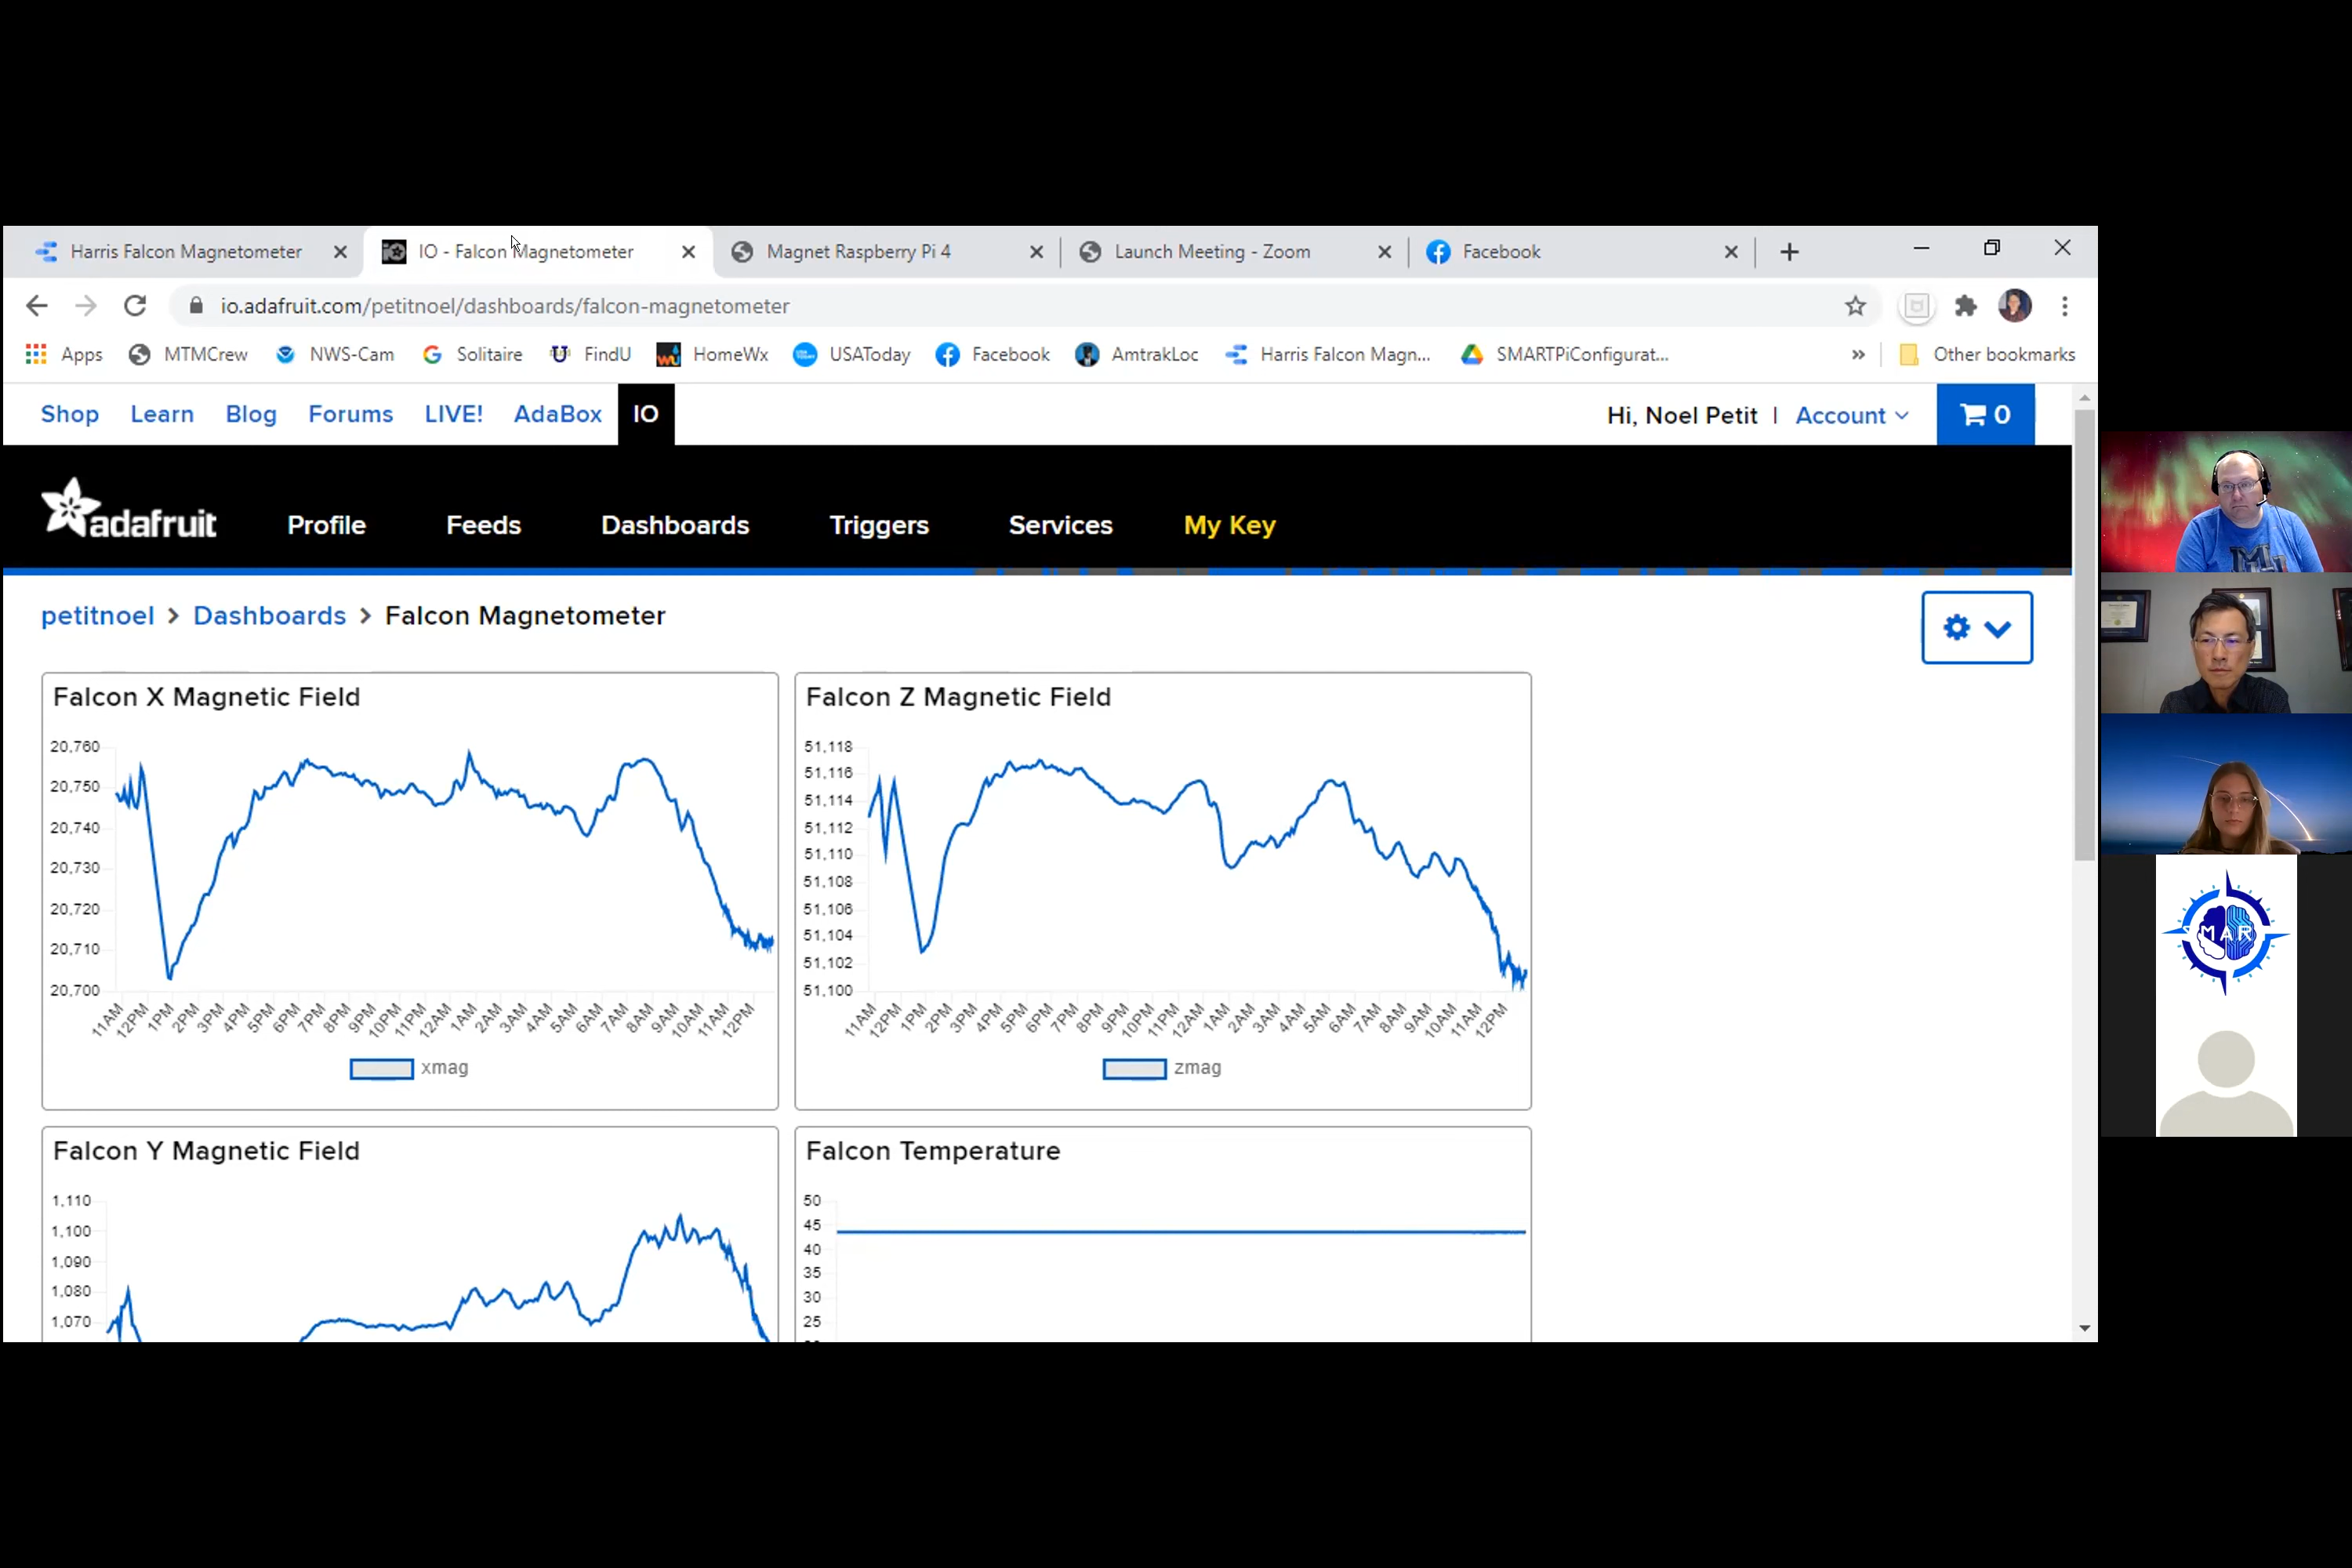 Harris Falcon Magnetometer
IO - Falcon Magnetometer
Magnet Raspberry Pi 4
Launch Meeting - Zoom
Facebook
io.adafruit.com/petitnoel/dashboards/falcon-magnetometer
Apps MTMCrew NWS-Cam Solitaire FindU HomeWx USAToday Facebook AmtrakLoc Harris Falcon Magn... SMARTPiConfigurat... » Other bookmarks
Shop Learn Blog Forums LIVE! AdaBox IO Hi, Noel Petit | Account 0
adafruit Profile Feeds Dashboards Triggers Services My Key
petitnoel > Dashboards > Falcon Magnetometer
Falcon X Magnetic Field
20,760
20,750
20,740
20,730
20,720
20,710
20,700
11AM 12PM 1PM 2PM 3PM 4PM 5PM 6PM 7PM 8PM 9PM 10PM 11PM 12AM 1AM 2AM 3AM 4AM 5AM 6AM 7AM 8AM 9AM 10AM 11AM 12PM
xmag
Falcon Z Magnetic Field
51,118
51,116
51,114
51,112
51,110
51,108
51,106
51,104
51,102
51,100
11AM 12PM 1PM 2PM 3PM 4PM 5PM 6PM 7PM 8PM 9PM 10PM 11PM 12AM 1AM 2AM 3AM 4AM 5AM 6AM 7AM 8AM 9AM 10AM 11AM 12PM
zmag
Falcon Y Magnetic Field
1,110
1,100
1,090
1,080
1,070
Falcon Temperature
50
45
40
35
30
25